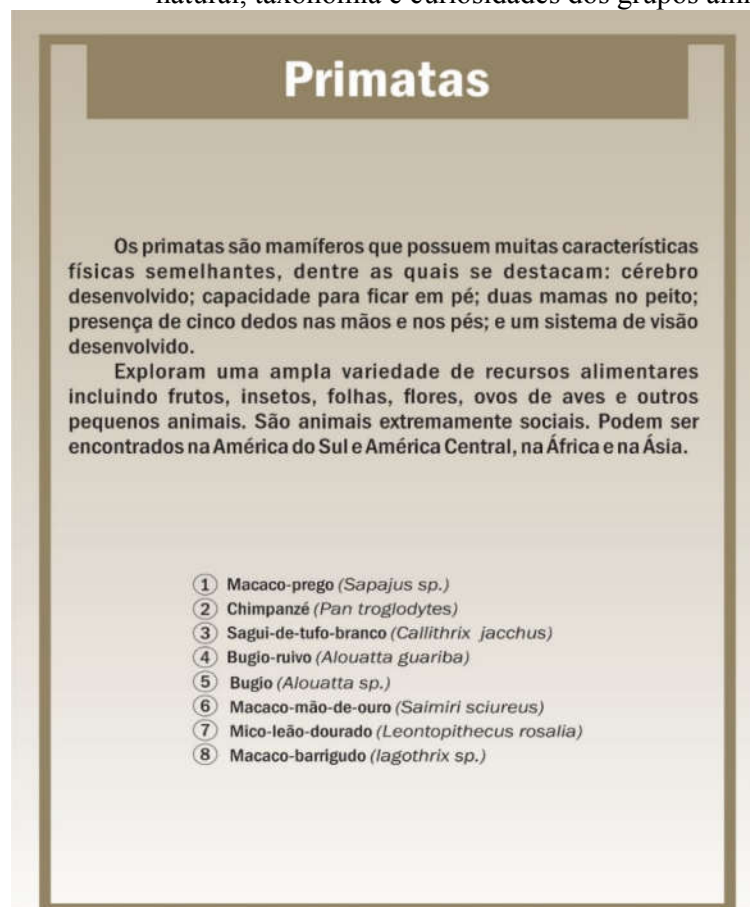 natural, taxonomia e curiosidades dos grupos
Primatas
Os primatas são mamíferos que possuem muitas características
físicas semelhantes, dentre as quais se destacam: cérebro
desenvolvido; capacidade para ficar em pé; duas mamas no peito;
presença de cinco dedos nas mãos e nos pés; e um sistema de visão
desenvolvido.
Exploram uma ampla variedade de recursos alimentares
incluindo frutos, insetos, folhas, flores, ovos de aves e outros
pequenos animais. São animais extremamente sociais. Podem ser
encontrados na América do Sul e América Central, na África e na Ásia.
1 Macaco-prego (Sapajus sp.)
2 Chimpanzé (Pan troglodytes)
3 Sagui-de-tufo-branco (Callithrix jacchus)
4 Bugio-ruivo (Alouatta guariba)
5 Bugio (Alouatta sp.)
6 Macaco-mão-de-ouro (Saimiri sciureus)
7 Mico-leão-dourado (Leontopithecus rosalia)
8 Macaco-barrigudo (lagothrix sp.)